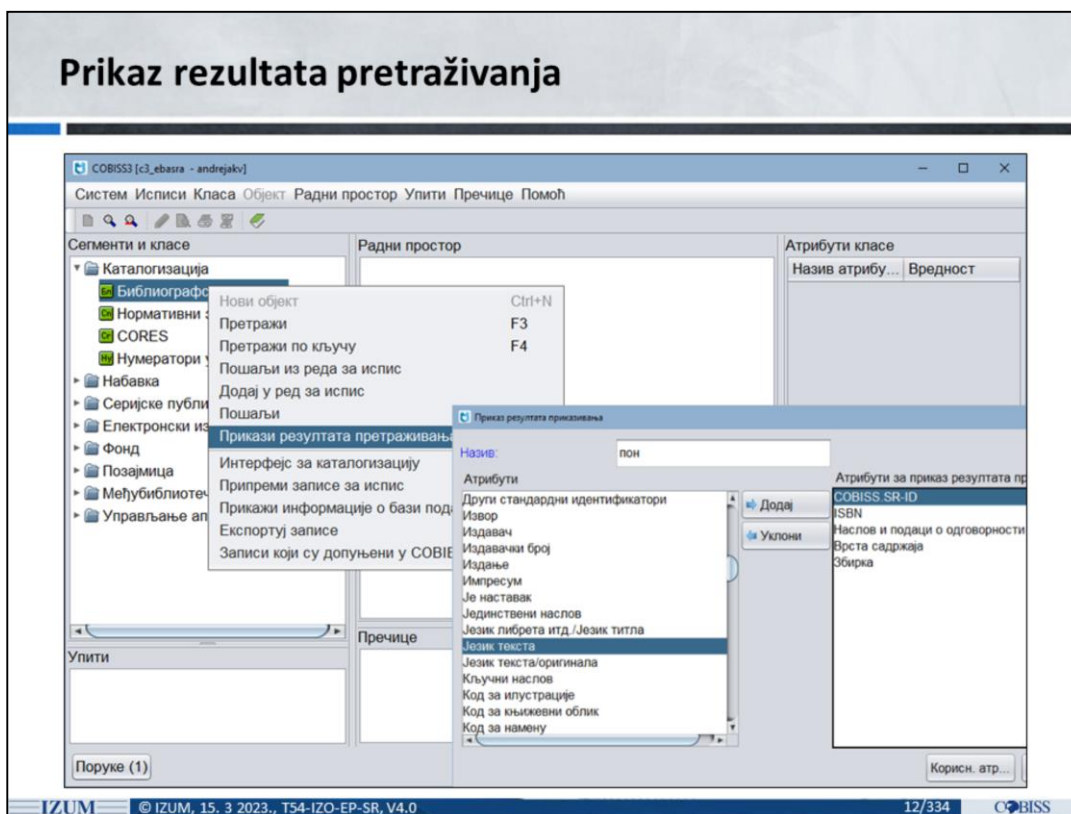 Prikaz rezultata pretraživanja
COBISS3 [c3_ebasra - andrejakv]
Систем Исписи Класа Објект Радни простор Упити Пречице Помоћ
Сегменти и класе
Радни простор
Атрибути класе
Назив атрибу... Вредност
Каталогизација
Библиографс
Нормативни з
CORES
Нумератори у
Набавка
Серијске публи
Електронски из
Фонд
Позајмица
Међубиблиотеч
Управљање ап
Нови објект Ctrl+N
Претражи F3
Претражи по кључу F4
Пошаљи из реда за испис
Додај у ред за испис
Пошаљи
Прикази резултата претраживања
Интерфејс за каталогизацију
Припреми записе за испис
Прикажи информације о бази пода
Експортуј записе
Записи који су допуњени у COBIE
Приказ резултата приказивања
Назив: пон
Атрибути
Други стандардни идентификатори
Извор
Издавач
Издавачки број
Издање
Импресум
Је наставак
Јединствени наслов
Језик либрета итд./Језик титла
Језик текста
Језик текста/оригинала
Кључни наслов
Код за илустрације
Код за књижевни облик
Код за намену
Додај
Уклони
Атрибути за приказ резултата пр
COBISS.SR-ID
ISBN
Наслов и подаци о одговорности
Врста садржаја
Збирка
Корисн. атр...
Пречице
Упити
Поруке (1)
IZUM © IZUM, 15. 3 2023., T54-IZO-EP-SR, V4.0 12/334 COBISS